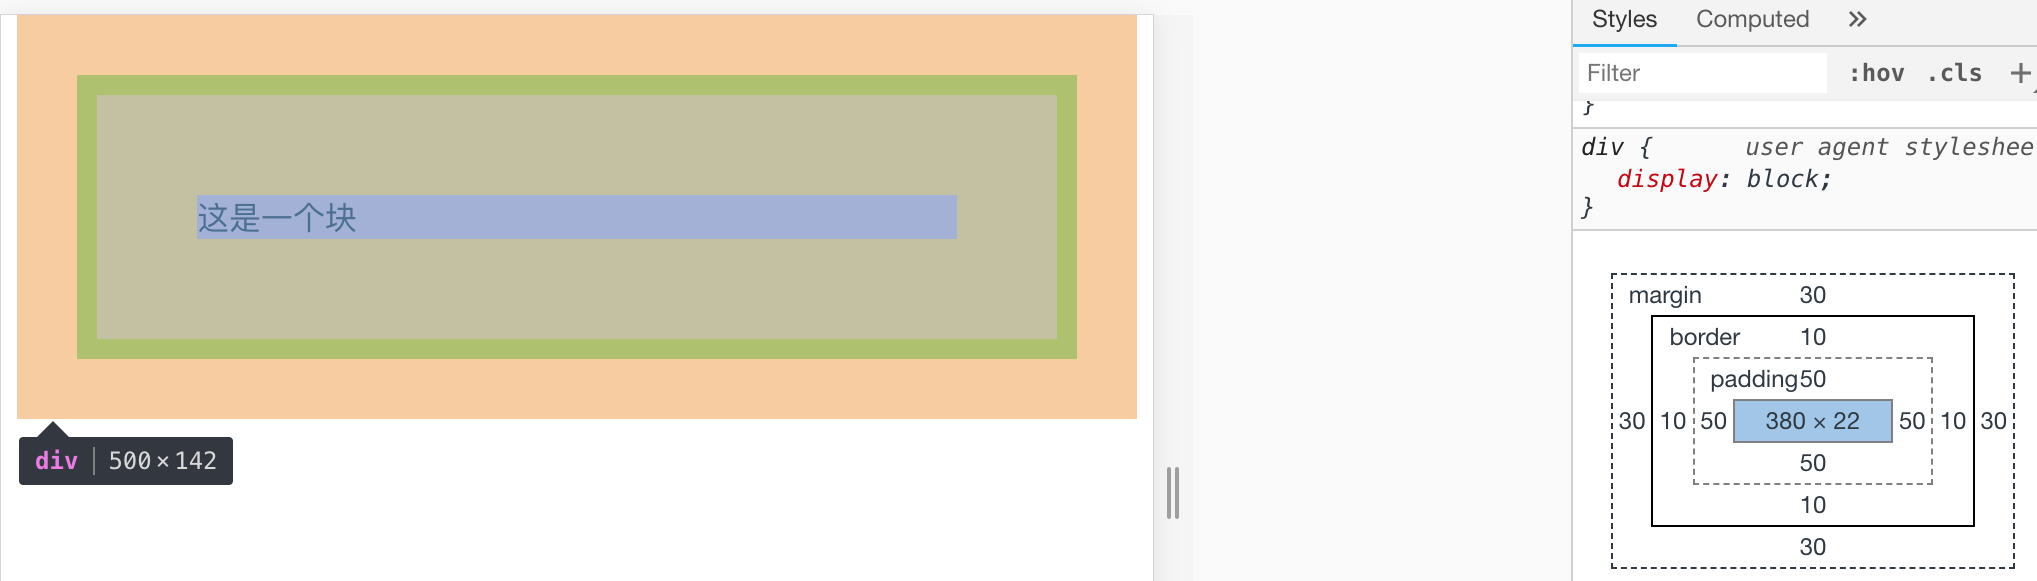 这是一个块
div 500 × 142
Styles Computed
Filter :hov .cls +
}
div { user agent styleshee
display: block;
}
margin 30
border 10
padding 50
30 10 50 380 × 22 50 10 30
50
10
30